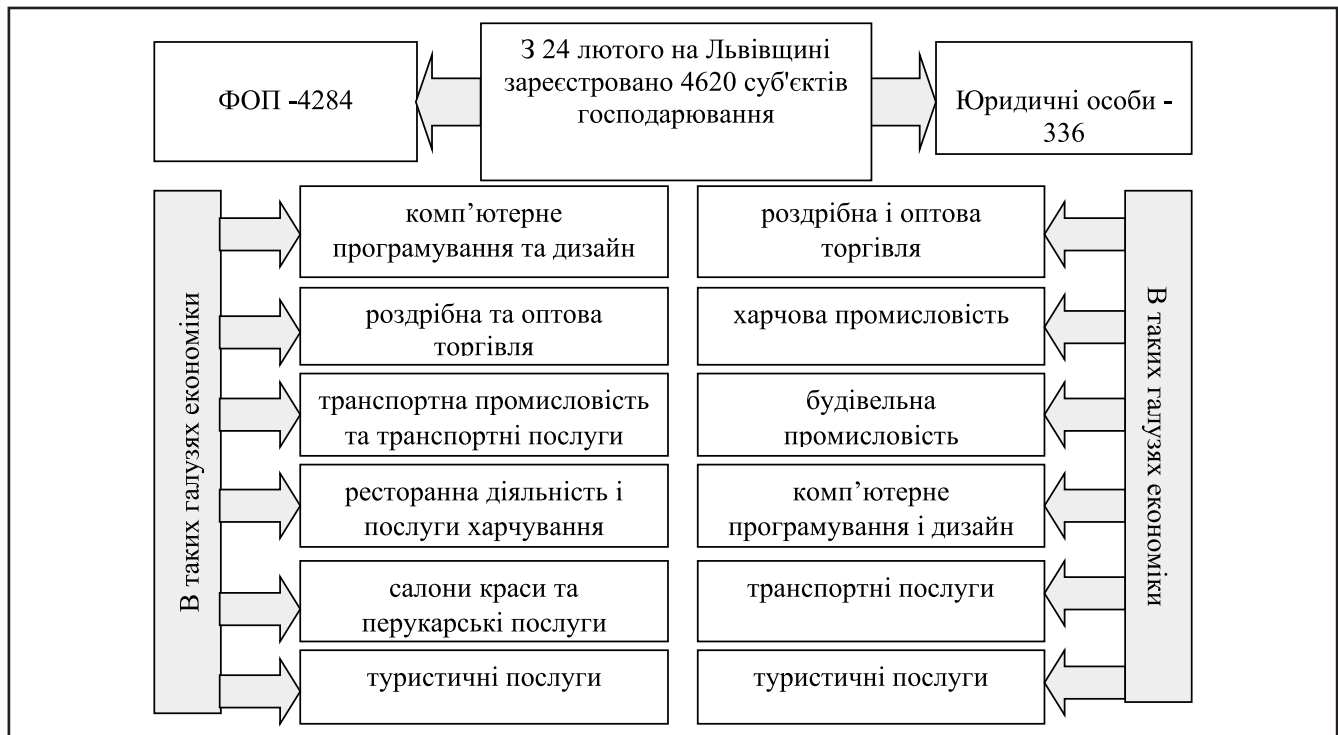 З 24 лютого на Львівщині
зареєстровано 4620 суб'єктів
господарювання
ФОП -4284
Юридичні особи -
336
В таких галузях економіки
комп’ютерне
програмування та дизайн
роздрібна та оптова
торгівля
транспортна промисловість
та транспортні послуги
ресторанна діяльність і
послуги харчування
салони краси та
перукарські послуги
туристичні послуги
роздрібна і оптова
торгівля
харчова промисловість
будівельна
промисловість
комп’ютерне
програмування і дизайн
транспортні послуги
туристичні послуги
В таких галузях економіки